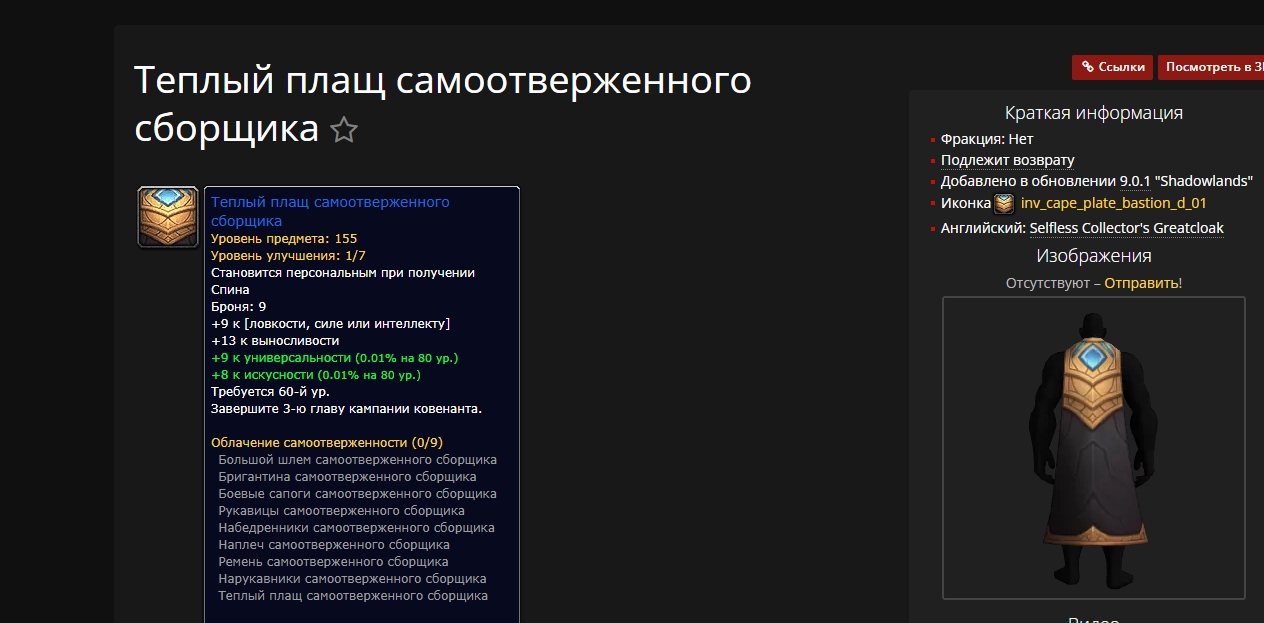 Теплый плащ самоотверженного
сборщика
Ссылки
Посмотреть в 3
Краткая информация
Фракция: Нет
Подлежит возврату
Добавлено в обновлении 9.0.1 "Shadowlands"
Иконка inv_cape_plate_bastion_d_01
Английский: Selfless Collector's Greatcloak
Изображения
Отсутствуют – Отправить!
Теплый плащ самоотверженного
сборщика
Уровень предмета: 155
Уровень улучшения: 1/7
Становится персональным при получении
Спина
Броня: 9
+9 к [ловкости, силе или интеллекту]
+13 к выносливости
+9 к универсальности (0.01% на 80 ур.)
+8 к искусности (0.01% на 80 ур.)
Требуется 60-й ур.
Завершите 3-ю главу кампании ковенанта.
Облачение самоотверженности (0/9)
Большой шлем самоотверженного сборщика
Бригантина самоотверженного сборщика
Боевые сапоги самоотверженного сборщика
Рукавицы самоотверженного сборщика
Набедренники самоотверженного сборщика
Наплеч самоотверженного сборщика
Ремень самоотверженного сборщика
Нарукавники самоотверженного сборщика
Теплый плащ самоотверженного сборщика